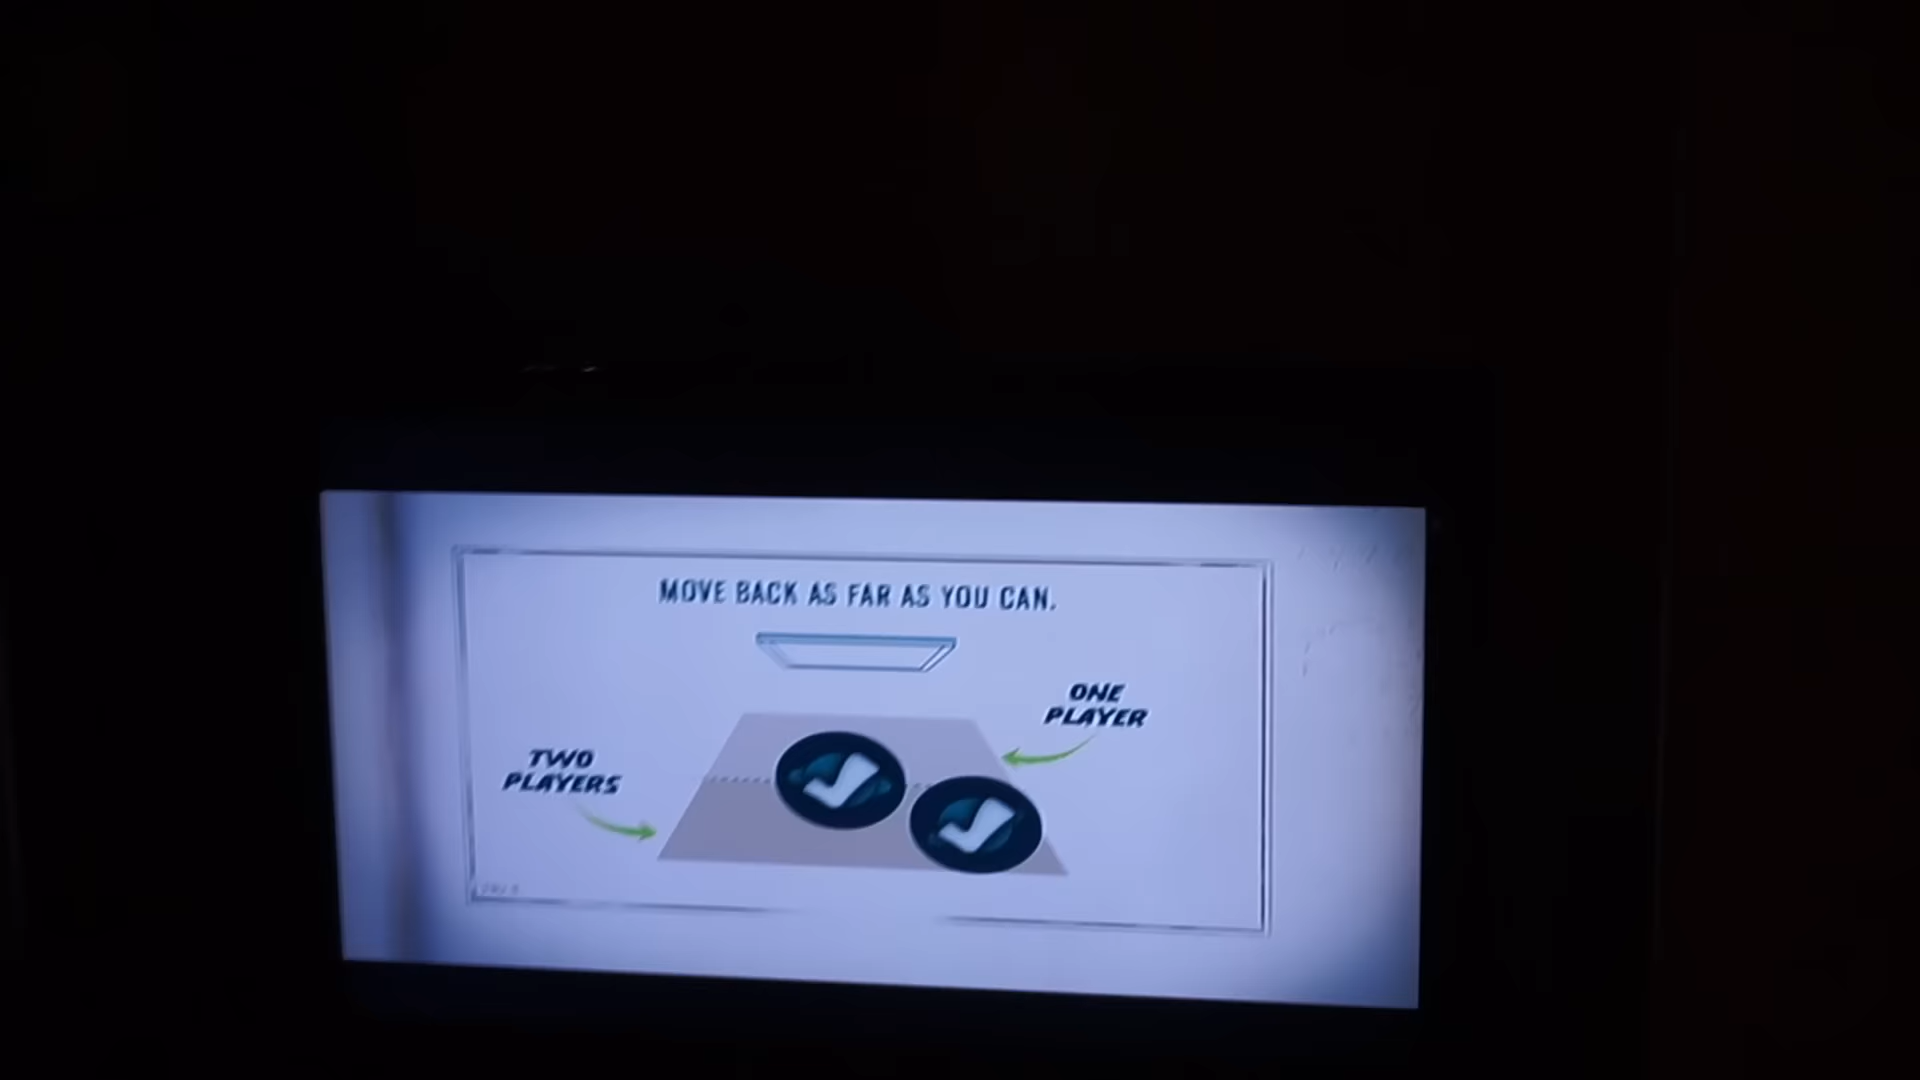 MOVE BACK AS FAR AS YOU CAN.
ONE
PLAYER
TWO
PLAYERS